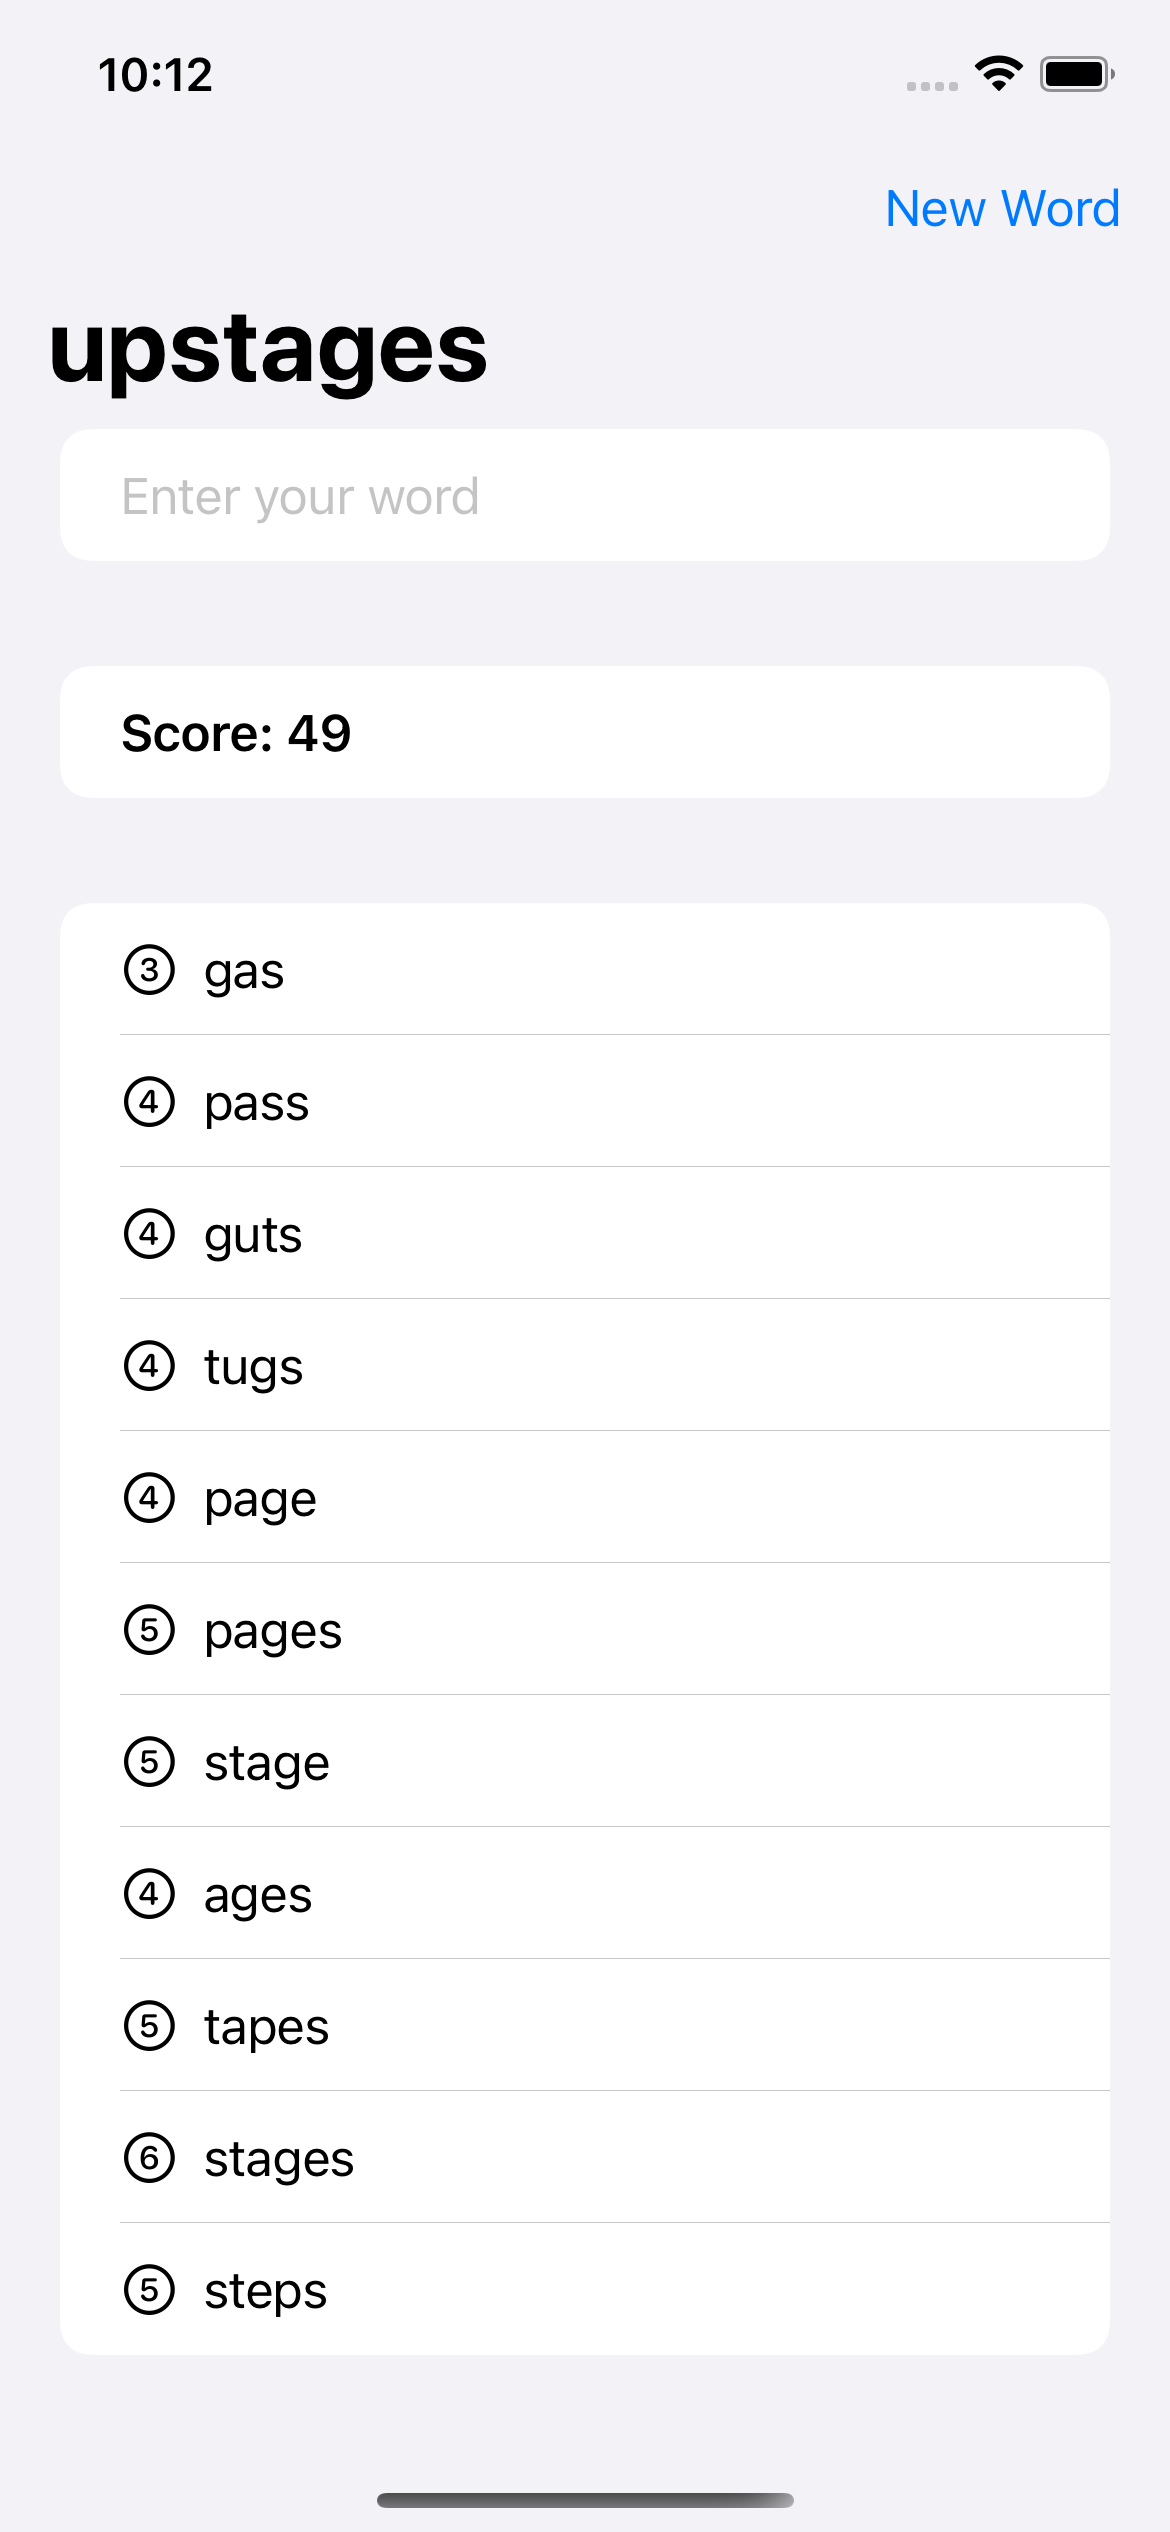 10:12
New Word
upstages
Enter your word
Score: 49
3 gas
4 pass
4 guts
4 tugs
4 page
5 pages
5 stage
4 ages
5 tapes
6 stages
5 steps